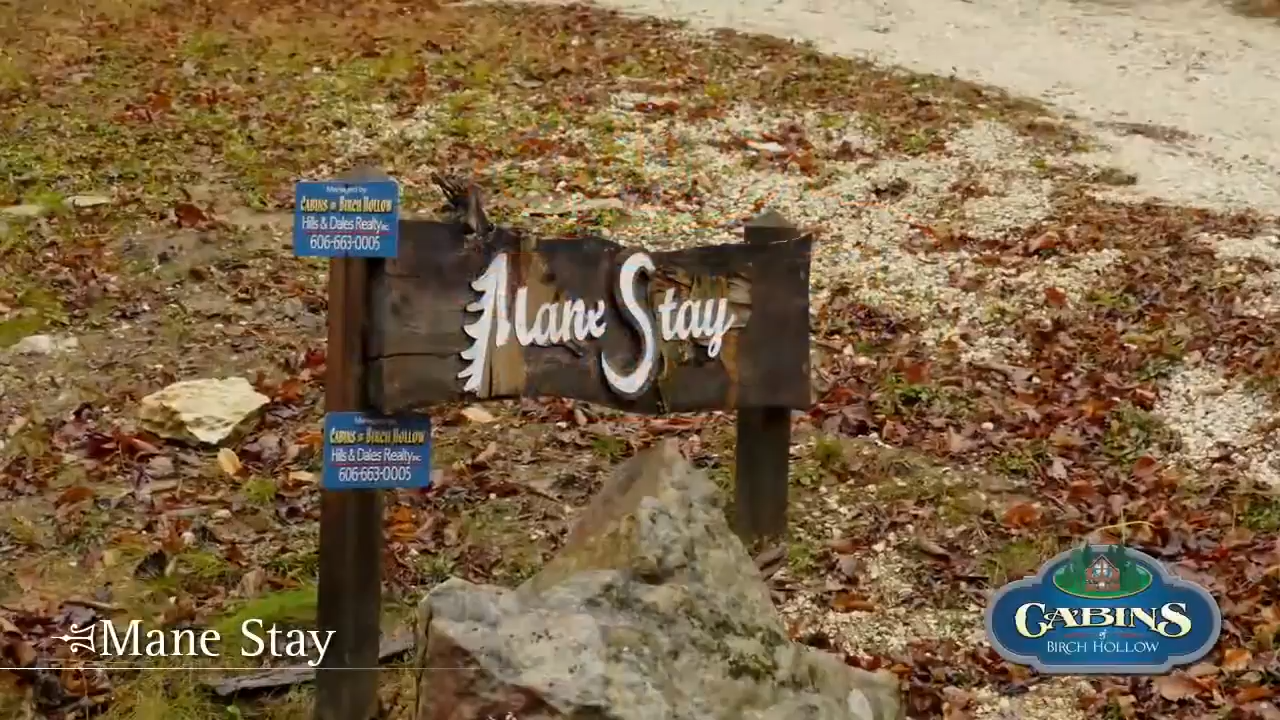 Managed by:
CABINS of BIRCH HOLLOW
Hills & Dales Realty INC.
606-663-0005
Mane Stay
CABINS of BIRCH HOLLOW
Hills & Dales Realty INC.
606-663-0005
Mane Stay
CABINS
of
BIRCH HOLLOW